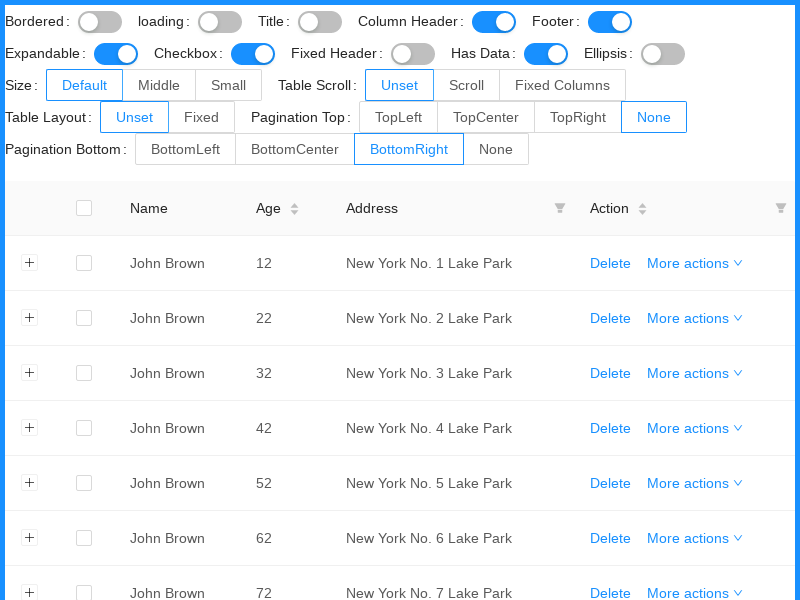 Bordered: loading: Title: Column Header: Footer:
Expandable: Checkbox: Fixed Header: Has Data: Ellipsis:
Size: Default Middle Small Table Scroll: Unset Scroll Fixed Columns
Table Layout: Unset Fixed Pagination Top: TopLeft TopCenter TopRight None
Pagination Bottom: BottomLeft BottomCenter BottomRight None
Name Age Address Action
John Brown 12 New York No. 1 Lake Park Delete More actions
John Brown 22 New York No. 2 Lake Park Delete More actions
John Brown 32 New York No. 3 Lake Park Delete More actions
John Brown 42 New York No. 4 Lake Park Delete More actions
John Brown 52 New York No. 5 Lake Park Delete More actions
John Brown 62 New York No. 6 Lake Park Delete More actions
John Brown 72 New York No. 7 Lake Park Delete More actions